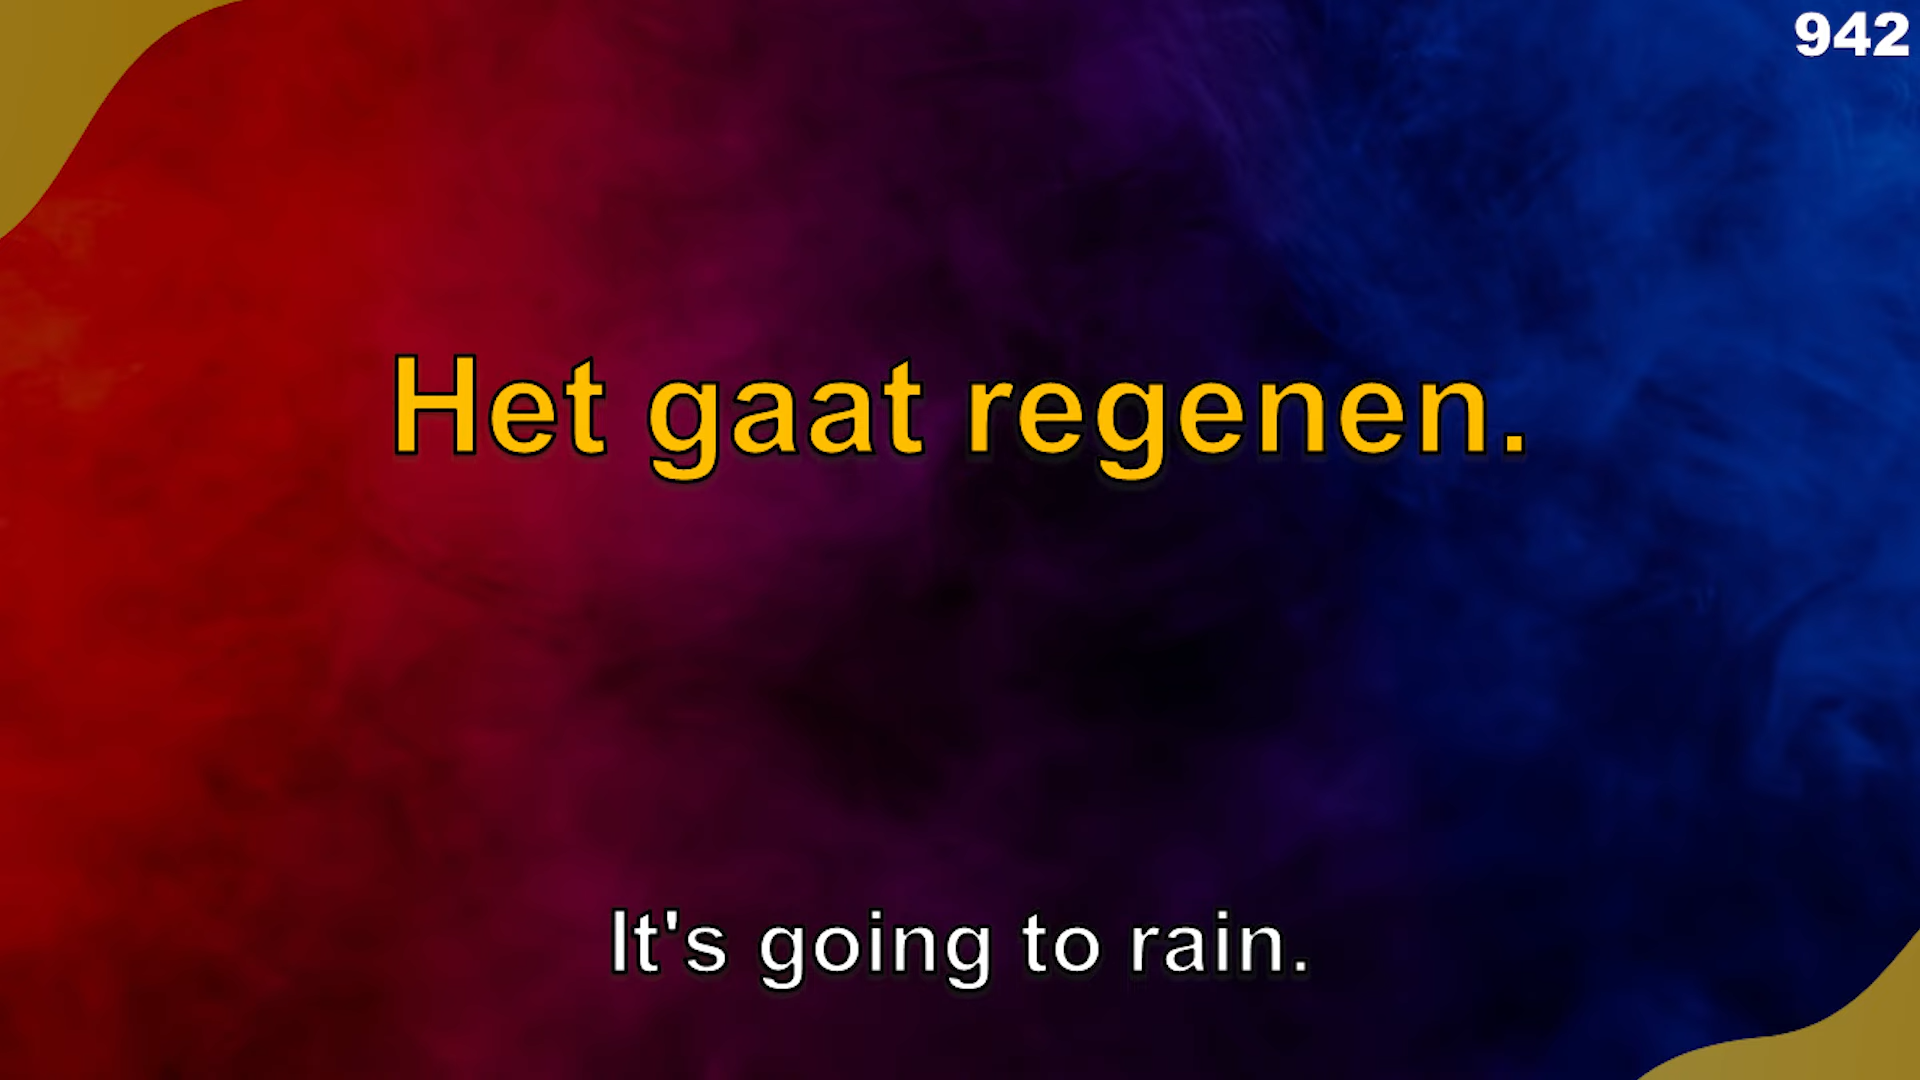 942
Het gaat regenen.
It's going to rain.